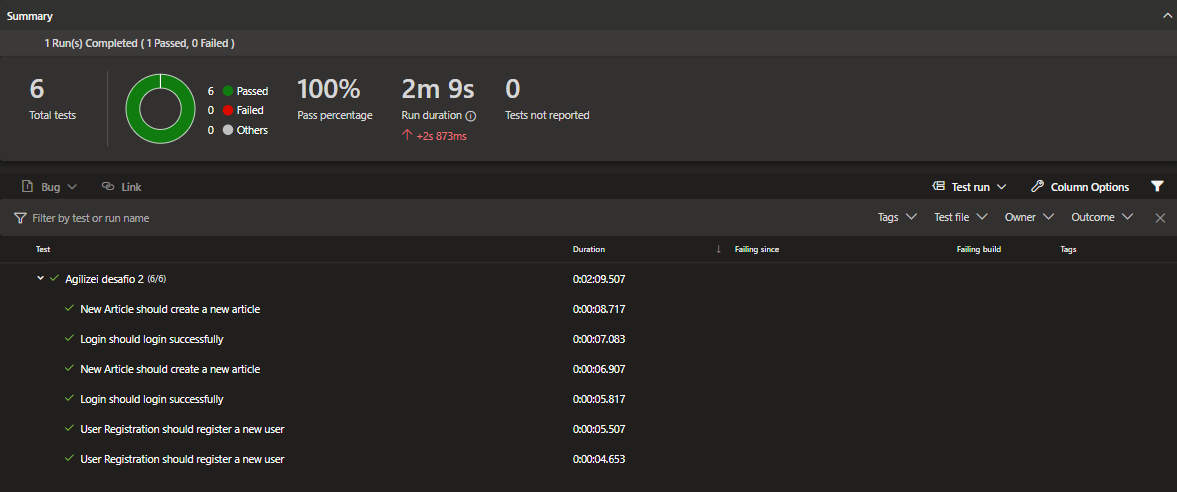 Summary
1 Run(s) Completed ( 1 Passed, 0 Failed )
6
Total tests
6 Passed
0 Failed
0 Others
100%
Pass percentage
2m 9s
Run duration
+2s 873ms
0
Tests not reported
Bug
Link
Test run
Column Options
Filter by test or run name
Tags
Test file
Owner
Outcome
Test Duration Failing since Failing build Tags
Agilizei desafio 2 (6/6) 0:02:09.507
New Article should create a new article 0:00:08.717
Login should login successfully 0:00:07.083
New Article should create a new article 0:00:06.907
Login should login successfully 0:00:05.817
User Registration should register a new user 0:00:05.507
User Registration should register a new user 0:00:04.653